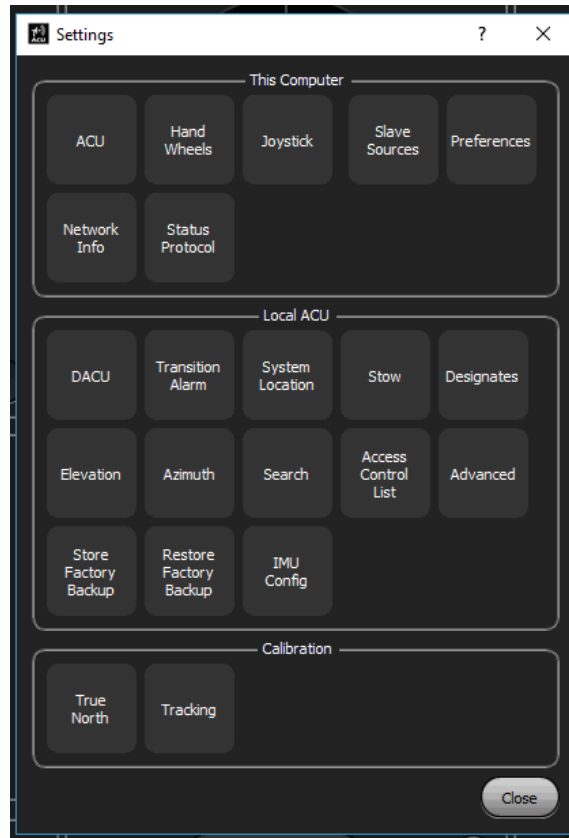 ACU
Settings
?
This Computer
ACU
Hand
Wheels
Joystick
Slave
Sources
Preferences
Network
Info
Status
Protocol
Local ACU
DACU
Transition
Alarm
System
Location
Stow
Designates
Elevation
Azimuth
Search
Access
Control
List
Advanced
Store
Factory
Backup
Restore
Factory
Backup
IMU
Config
Calibration
True
North
Tracking
Close